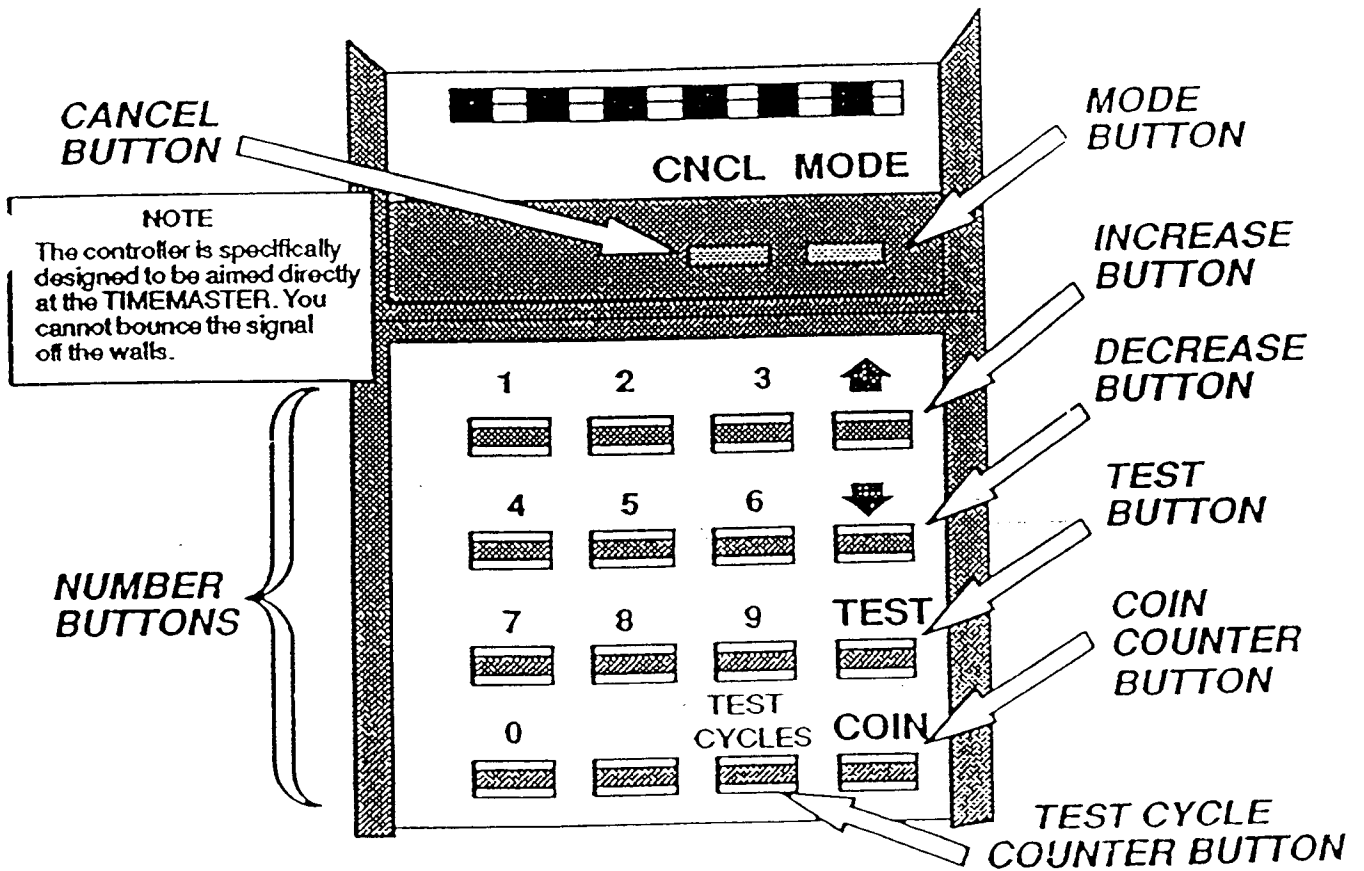 CANCEL
BUTTON
MODE
BUTTON
CNCL MODE
NOTE
The controller is specifically
designed to be aimed directly
at the TIMEMASTER. You
cannot bounce the signal
off the walls.
INCREASE
BUTTON
DECREASE
BUTTON
1 2 3
4 5 6
TEST
BUTTON
NUMBER
BUTTONS
7 8 9 TEST
COIN
COUNTER
BUTTON
0 TEST
CYCLES COIN
TEST CYCLE
COUNTER BUTTON